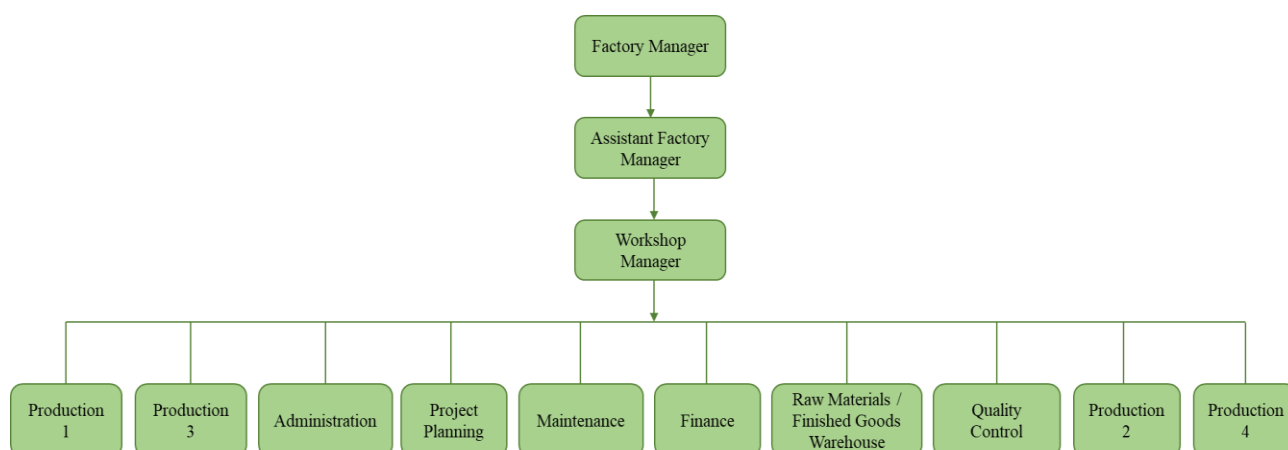 Factory Manager
Assistant Factory
Manager
Workshop
Manager
Production
1
Production
3
Administration
Project
Planning
Maintenance
Finance
Raw Materials /
Finished Goods
Warehouse
Quality
Control
Production
2
Production
4